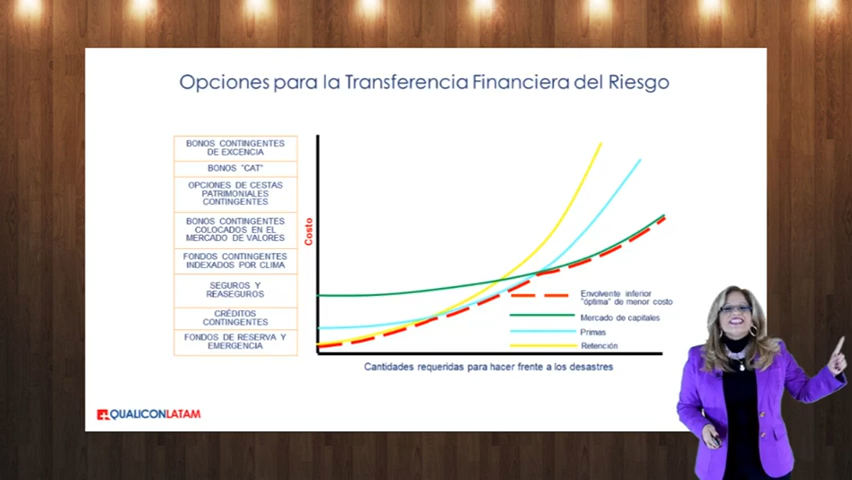 Opciones para la Transferencia Financiera del Riesgo
BONOS CONTINGENTES
DE EXCENCIA
BONOS "CAT"
OPCIONES DE CESTAS
PATRIMONIALES
CONTINGENTES
BONOS CONTINGENTES
COLOCADOS EN EL
MERCADO DE VALORES
FONDOS CONTINGENTES
INDEXADOS POR CLIMA
SEGUROS Y
REASEGUROS
CRÉDITOS
CONTINGENTES
FONDOS DE RESERVA Y
EMERGENCIA
Costo
Envolvente inferior
"óptima" de menor costo
Mercado de capitales
Primas
Retención
Cantidades requeridas para hacer frente a los desastres
QUALICONLATAM